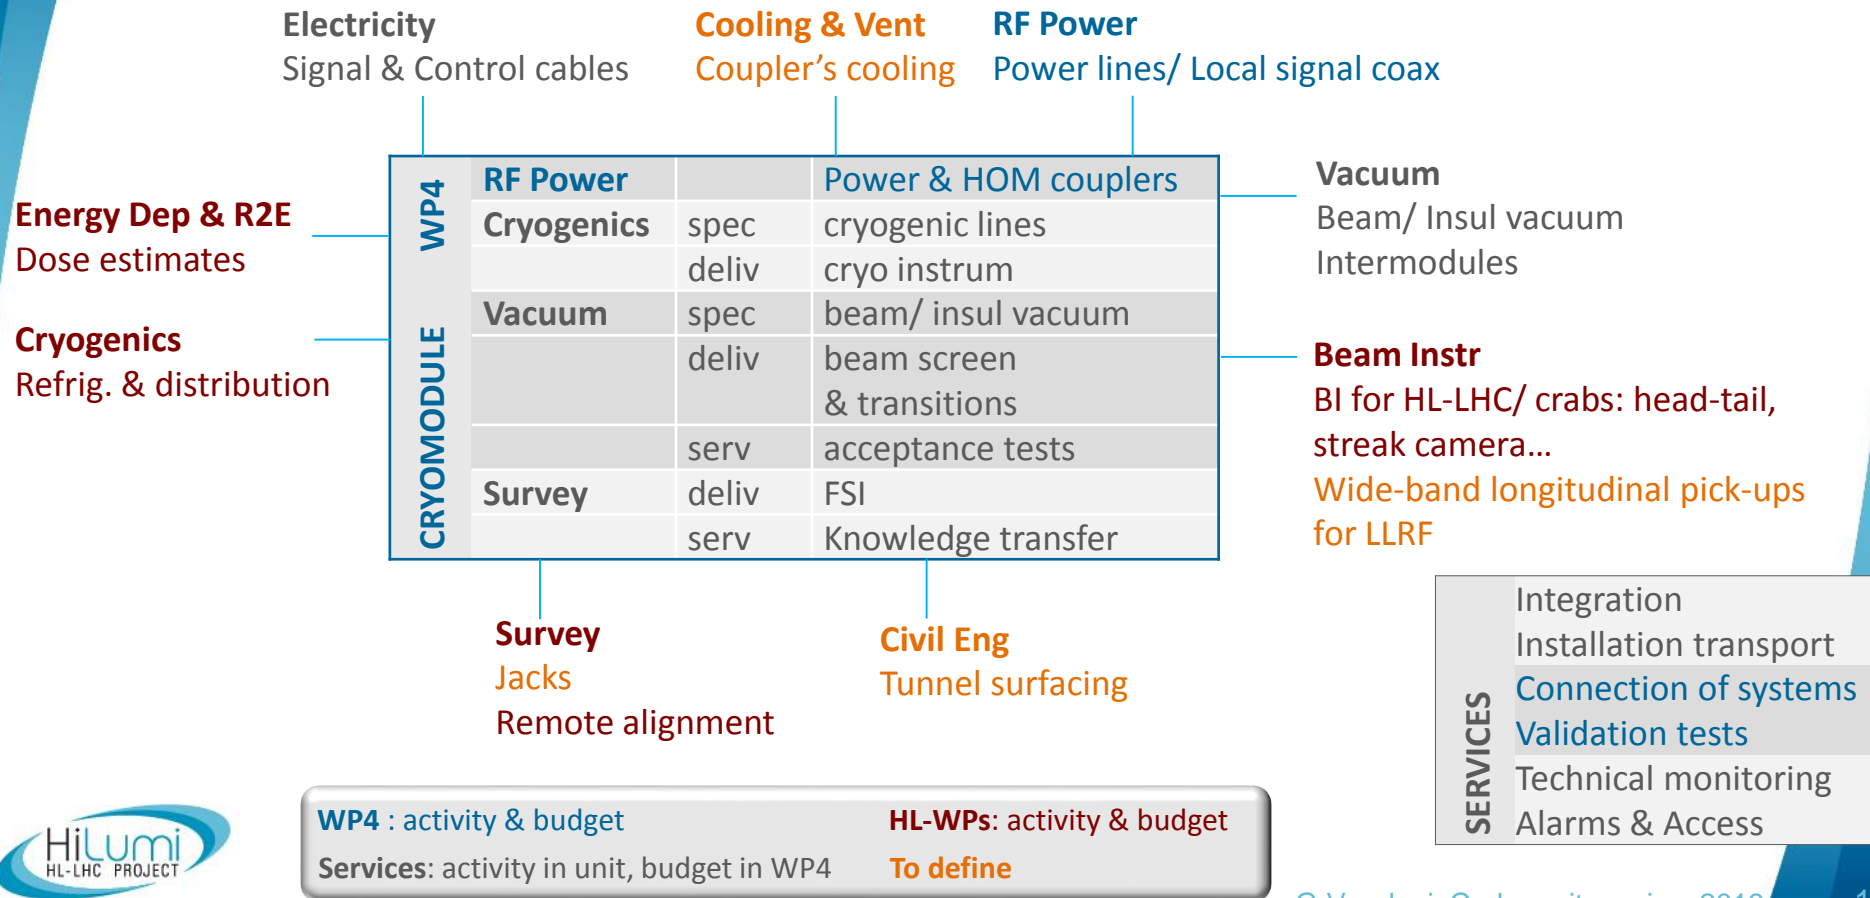 Electricity
Signal & Control cables
Cooling & Vent
Coupler's cooling
RF Power
Power lines/ Local signal coax
Energy Dep & R2E
Dose estimates
Cryogenics
Refrig. & distribution
WP4
CRYOMODULE
RF Power Power & HOM couplers
Cryogenics spec cryogenic lines
deliv cryo instrum
Vacuum spec beam/ insul vacuum
deliv beam screen
& transitions
serv acceptance tests
Survey deliv FSI
serv Knowledge transfer
Vacuum
Beam/ Insul vacuum
Intermodules
Beam Instr
BI for HL-LHC/ crabs: head-tail,
streak camera...
Wide-band longitudinal pick-ups
for LLRF
Survey
Jacks
Remote alignment
Civil Eng
Tunnel surfacing
SERVICES
Integration
Installation transport
Connection of systems
Validation tests
Technical monitoring
Alarms & Access
WP4 : activity & budget
HL-WPs: activity & budget
Services: activity in unit, budget in WP4
To define
HiLumi
HL-LHC PROJECT